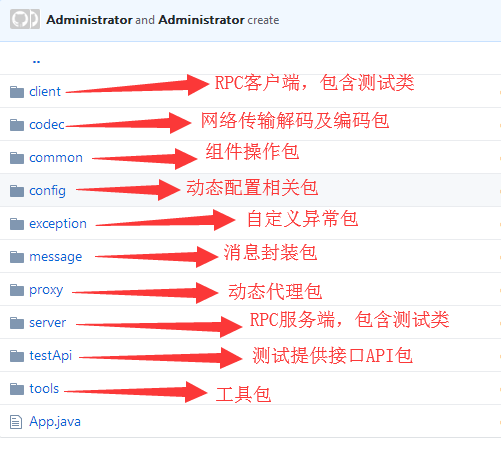 Administrator and Administrator create
..
client RPC客户端，包含测试类
codec 网络传输解码及编码包
common 组件操作包
config 动态配置相关包
exception 自定义异常包
message 消息封装包
proxy 动态代理包
server RPC服务端，包含测试类
testApi 测试提供接口API包
tools 工具包
App.java